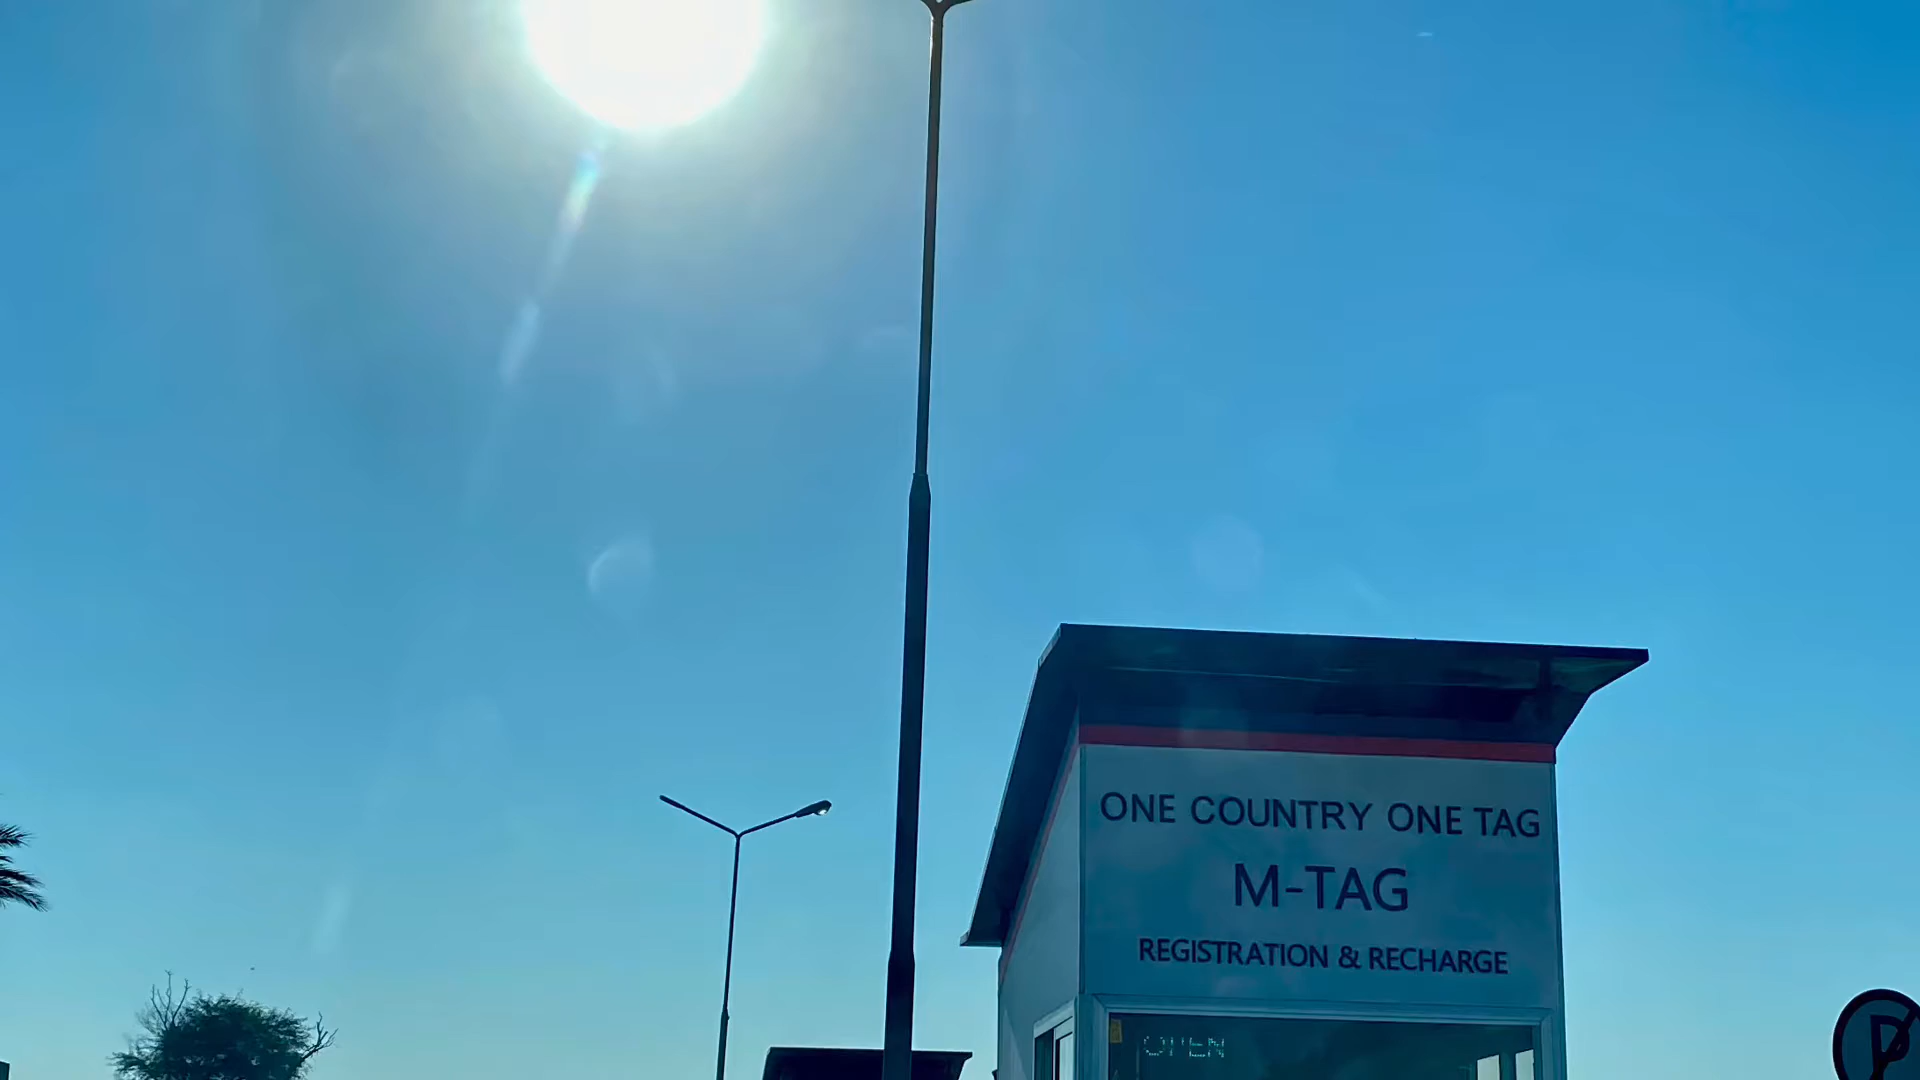 ONE COUNTRY ONE TAG
M-TAG
REGISTRATION & RECHARGE
OPEN
P